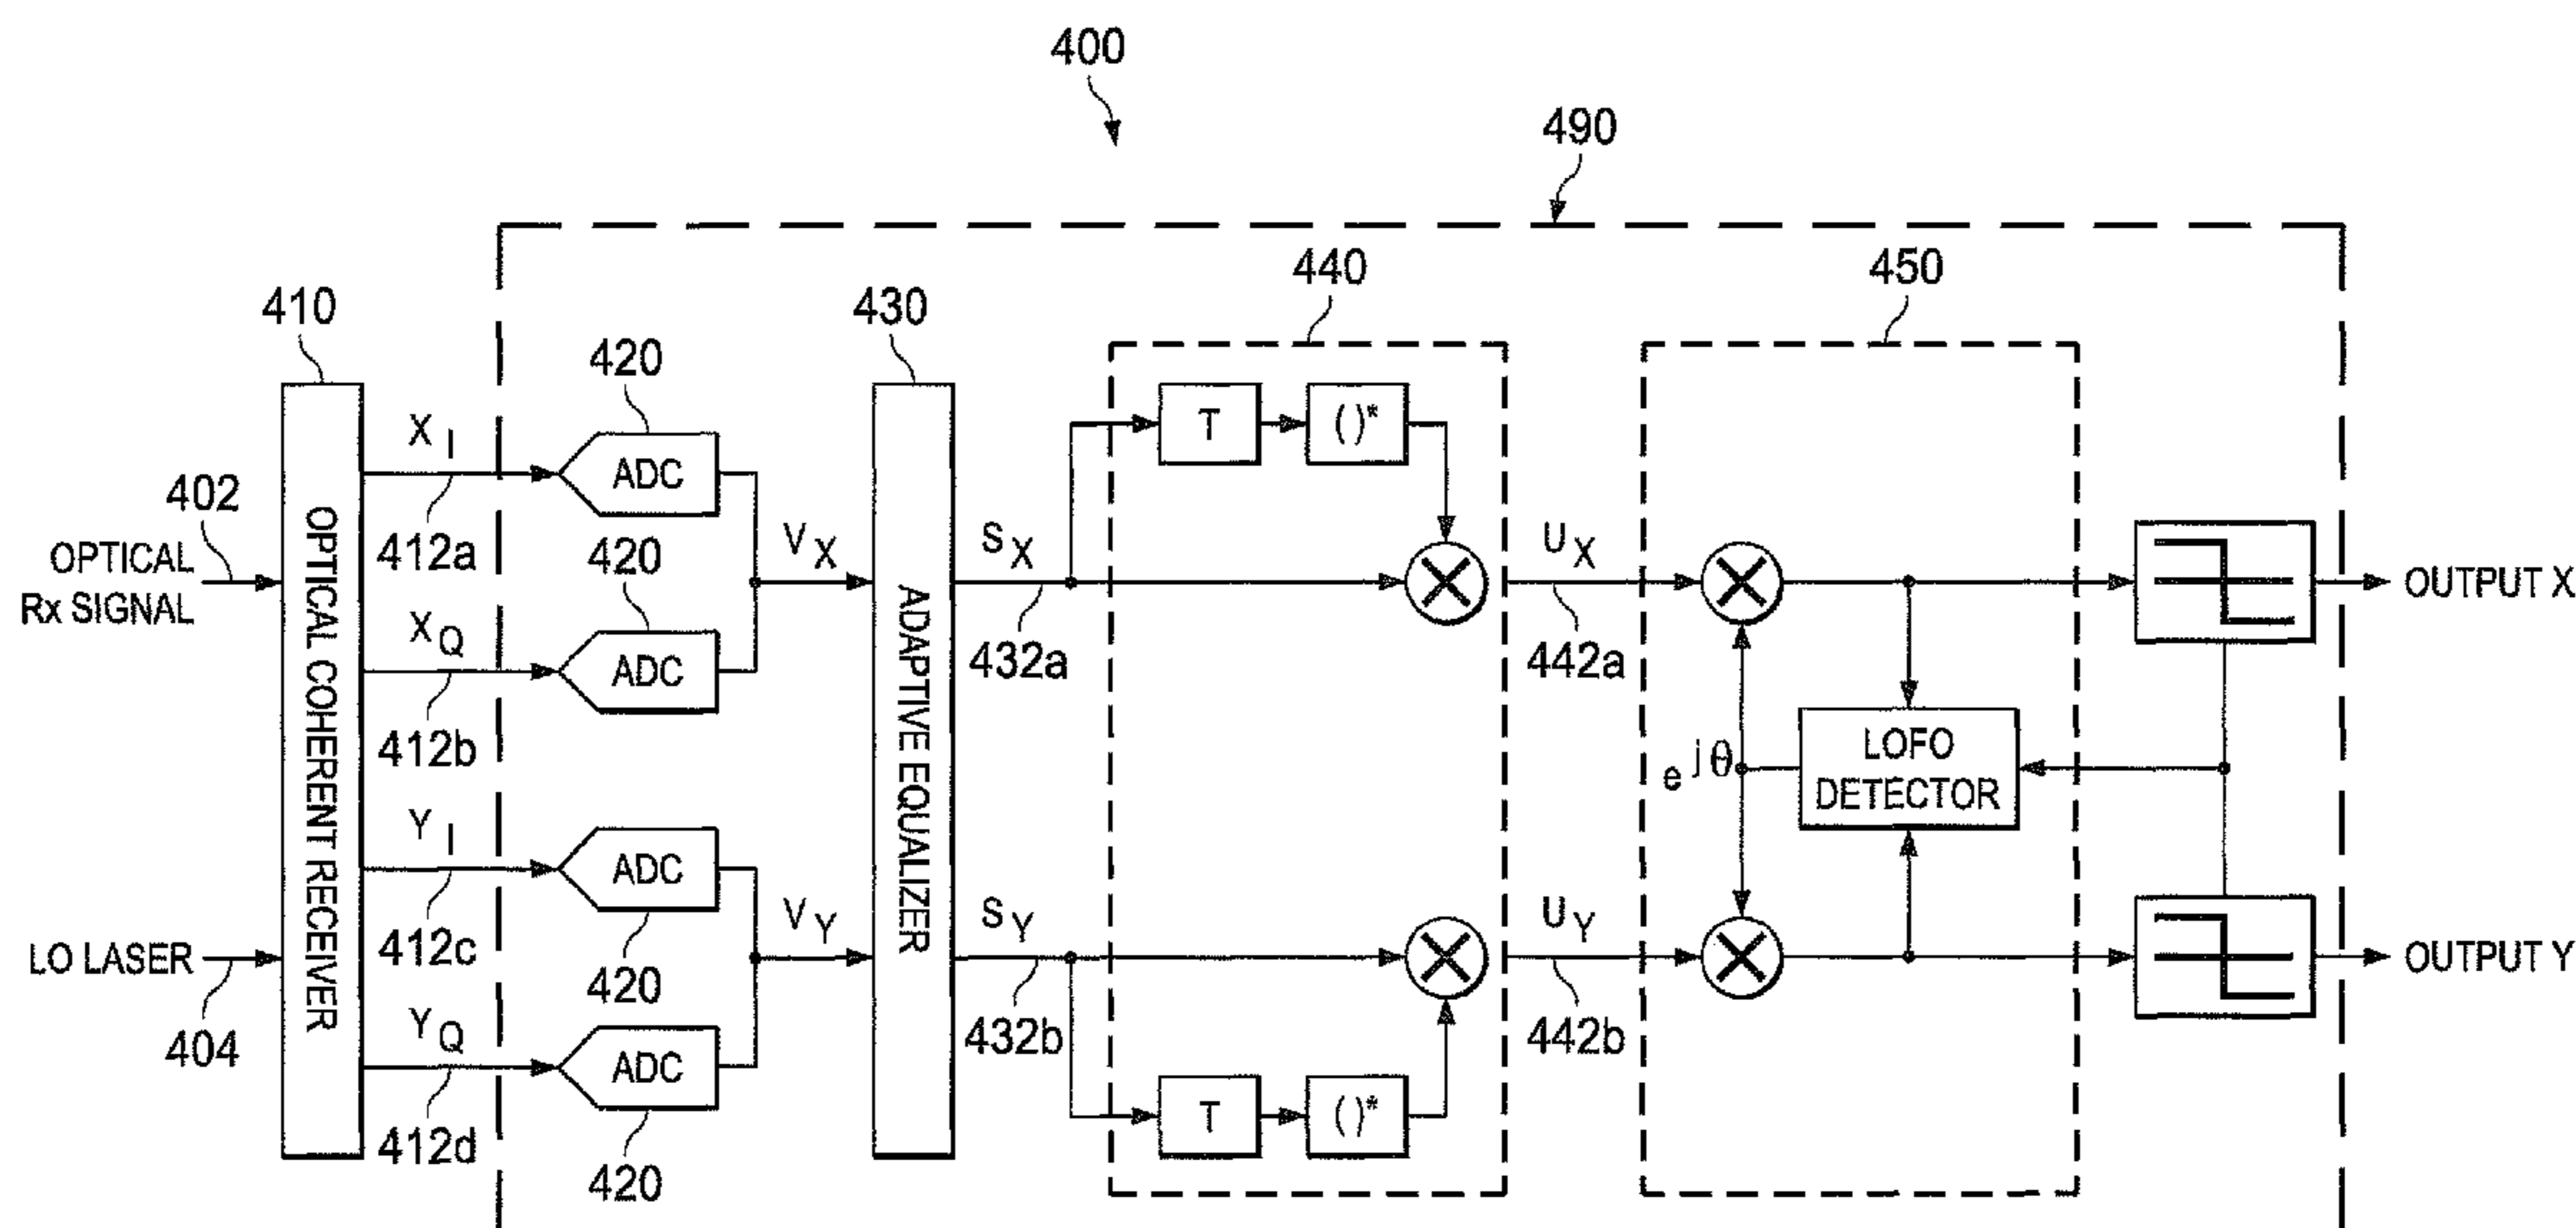 400
490
440
450
410
430
420
X I
ADC
T
( )*
402
OPTICAL
Rx SIGNAL
412a
420
V X
S X
U X
OUTPUT X
X Q
ADC
432a
442a
412b
OPTICAL COHERENT RECEIVER
ADAPTIVE EQUALIZER
e jθ
LOFO
DETECTOR
Y I
ADC
V Y
S Y
U Y
LO LASER
404
412c
420
OUTPUT Y
Y Q
ADC
432b
442b
412d
420
T
( )*